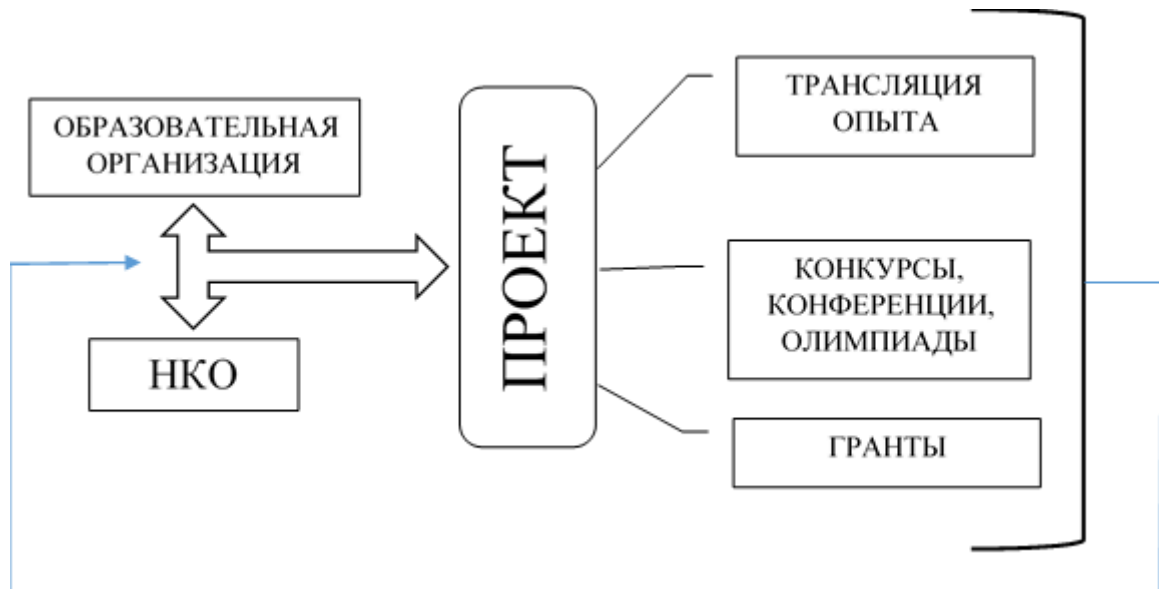 ОБРАЗОВАТЕЛЬНАЯ
ОРГАНИЗАЦИЯ
НКО
ПРОЕКТ
ТРАНСЛЯЦИЯ
ОПЫТА
КОНКУРСЫ,
КОНФЕРЕНЦИИ,
ОЛИМПИАДЫ
ГРАНТЫ